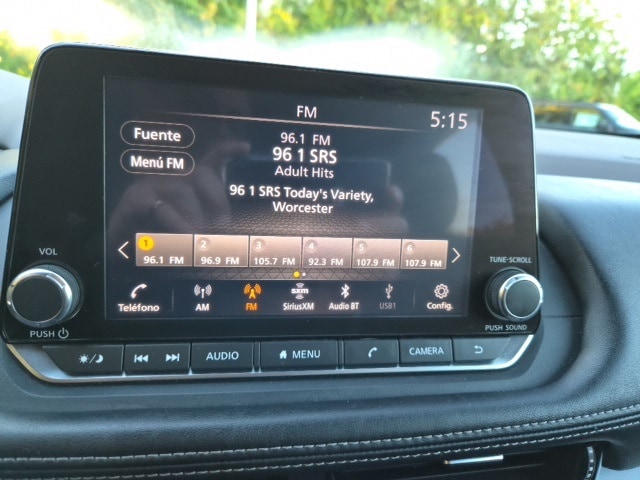 FM
5:15
Fuente
Menú FM
96.1 FM
96 1 SRS
Adult Hits
96 1 SRS Today's Variety,
Worcester
1 2 3 4 5 6
96.1 FM 96.9 FM 105.7 FM 92.3 FM 107.9 FM 107.9 FM
sxm
Teléfono AM FM SiriusXM Audio BT USB1 Config.
VOL
PUSH
TUNE·SCROLL
PUSH SOUND
AUDIO MENU CAMERA